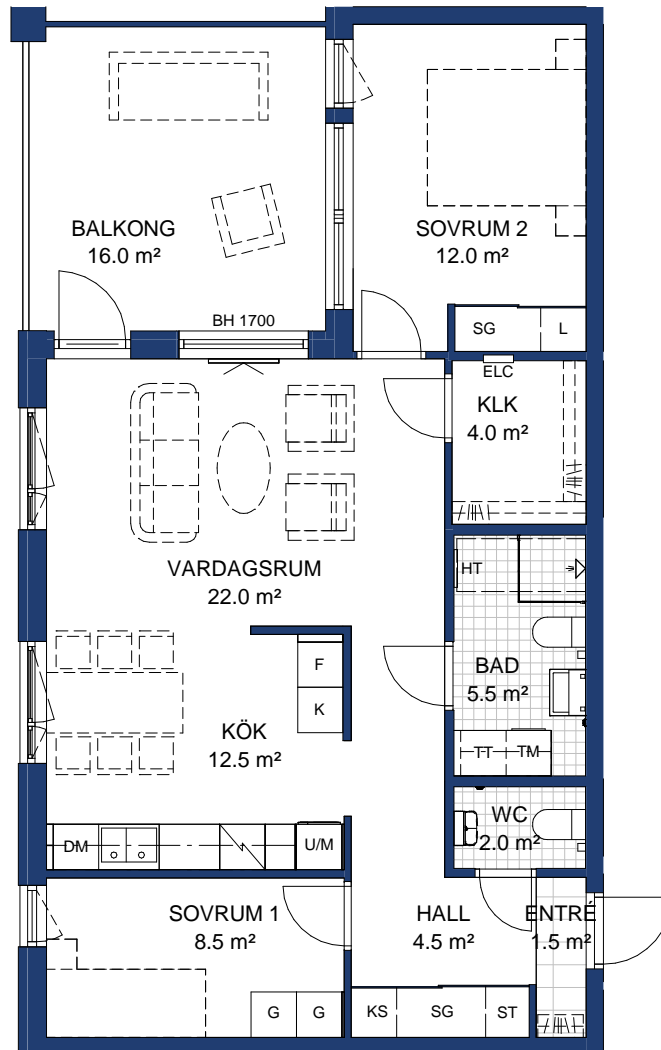 BALKONG
16.0 m²
SOVRUM 2
12.0 m²
BH 1700
SG
L
ELC
KLK
4.0 m²
VARDAGSRUM
22.0 m²
HT
BAD
5.5 m²
F
K
KÖK
12.5 m²
TT
TM
WC
2.0 m²
DM
U/M
SOVRUM 1
8.5 m²
HALL
4.5 m²
ENTRÉ
1.5 m²
G
G
KS
SG
ST